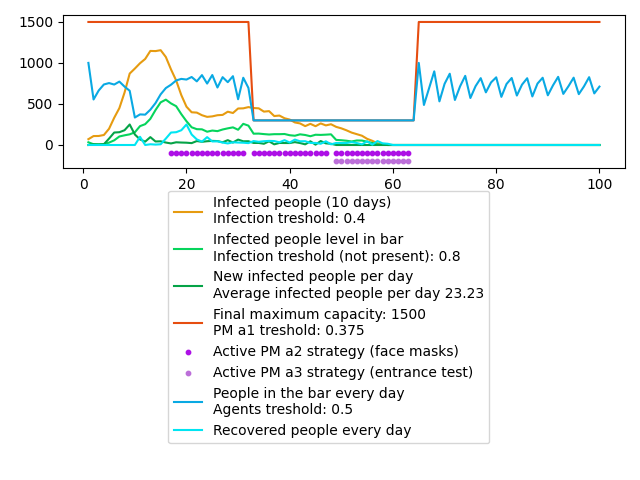 1500
1000
500
0
0 20 40 60 80 100
Infected people (10 days)
Infection treshold: 0.4
Infected people level in bar
Infection treshold (not present): 0.8
New infected people per day
Average infected people per day 23.23
Final maximum capacity: 1500
PM a1 treshold: 0.375
Active PM a2 strategy (face masks)
Active PM a3 strategy (entrance test)
People in the bar every day
Agents treshold: 0.5
Recovered people every day